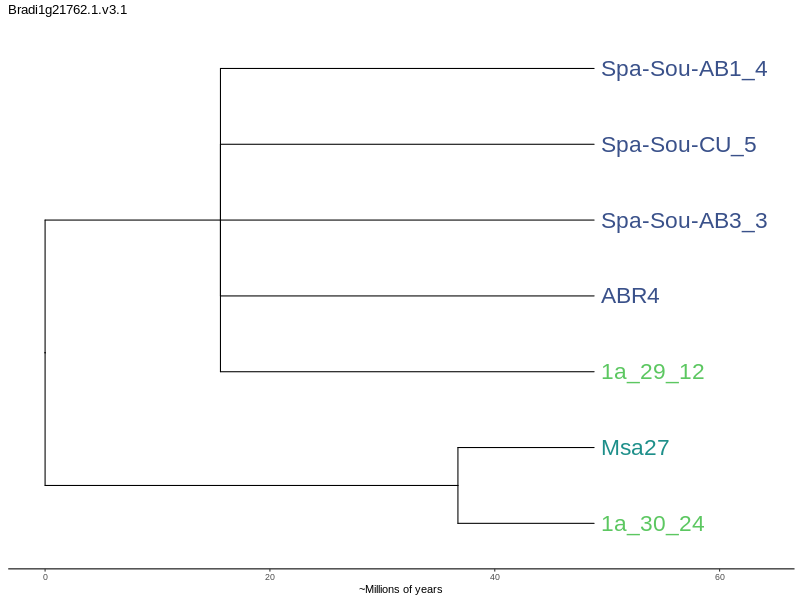 Bradi1g21762.1.v3.1
Spa-Sou-AB1_4
Spa-Sou-CU_5
Spa-Sou-AB3_3
ABR4
1a_29_12
Msa27
1a_30_24
0 20 40 60
~Millions of years